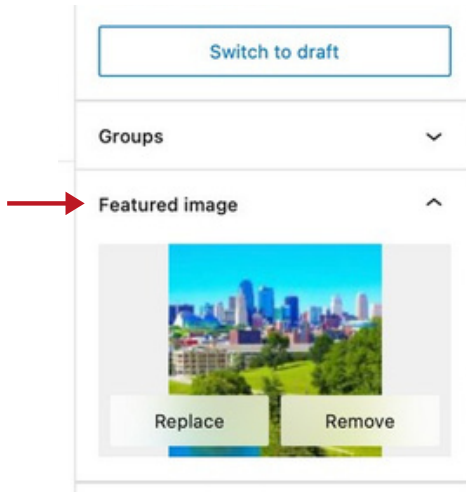 Switch to draft
Groups
Featured image
Replace
Remove